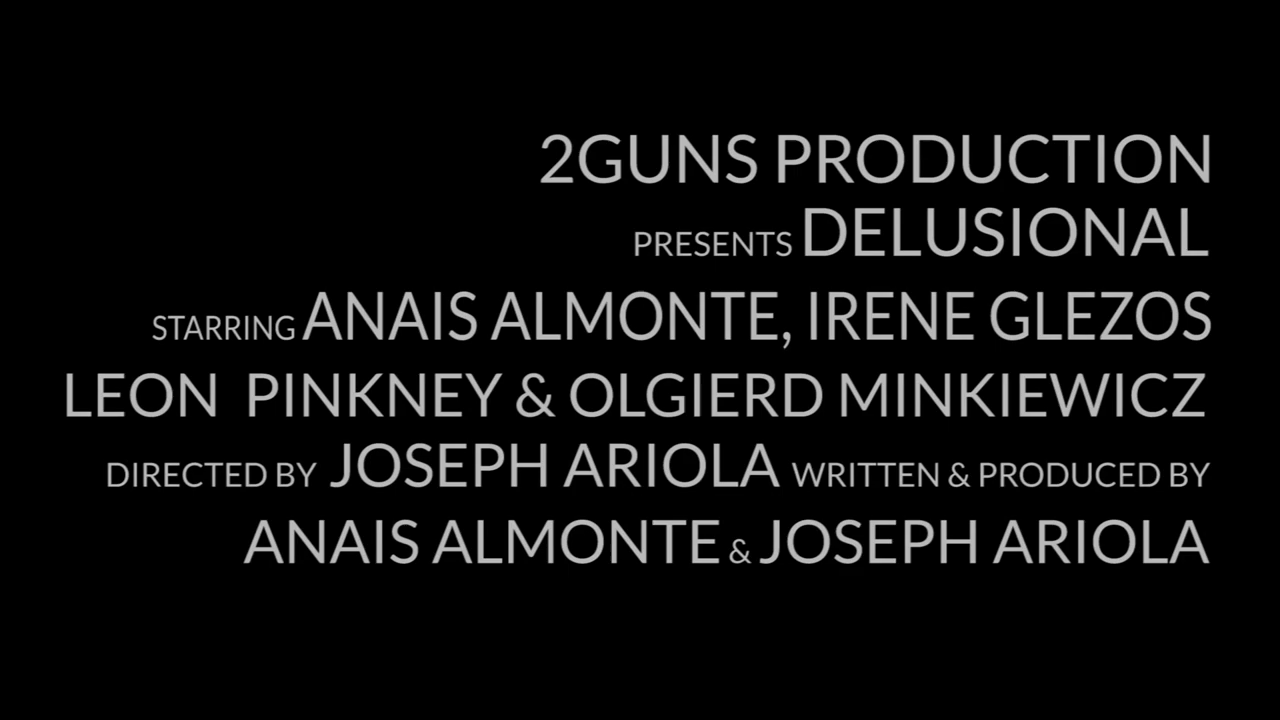 2GUNS PRODUCTION
PRESENTS DELUSIONAL
STARRING ANAIS ALMONTE, IRENE GLEZOS
LEON PINKNEY & OLGIERD MINKIEWICZ
DIRECTED BY JOSEPH ARIOLA WRITTEN & PRODUCED BY
ANAIS ALMONTE & JOSEPH ARIOLA